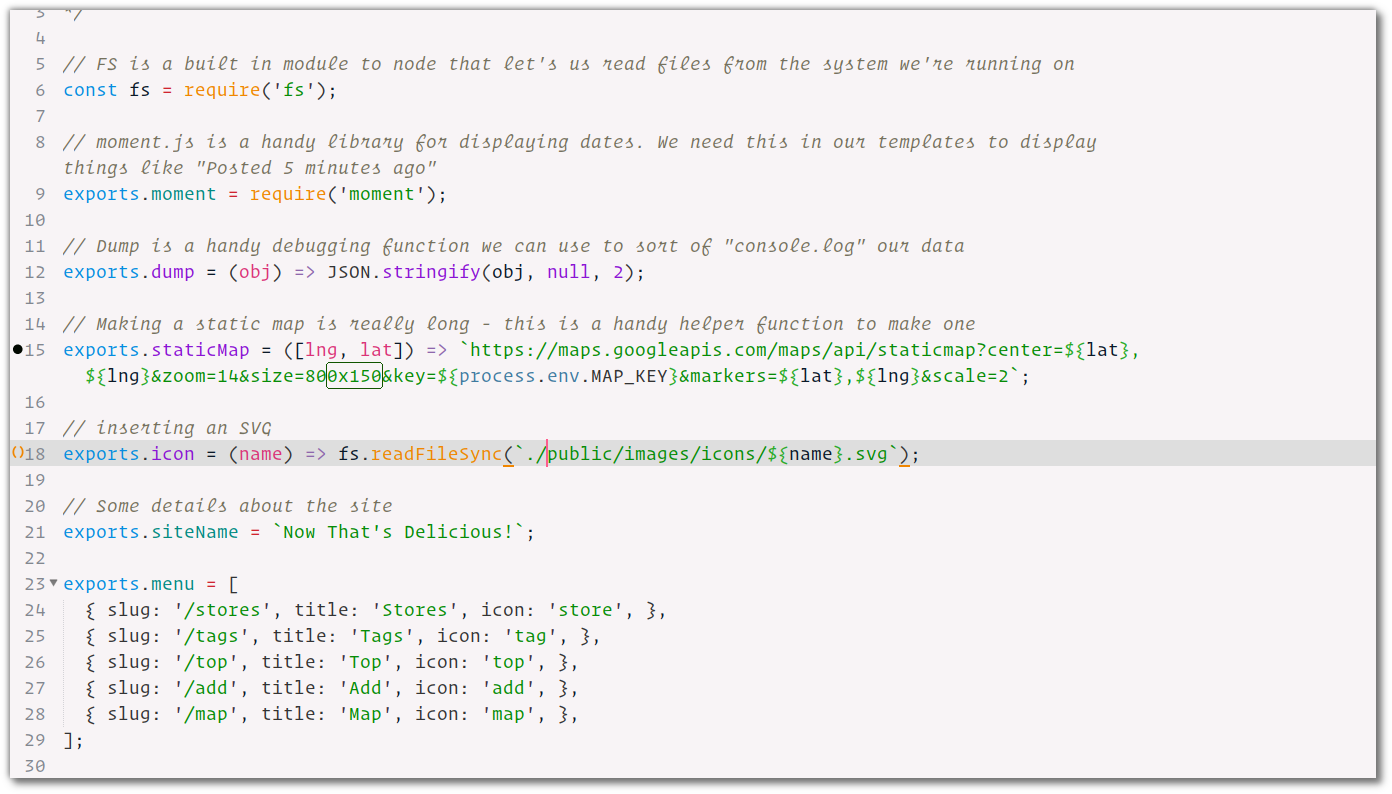 3 */
4
5 // FS is a built in module to node that let's us read files from the system we're running on
6 const fs = require('fs');
7
8 // moment.js is a handy library for displaying dates. We need this in our templates to display
things like "Posted 5 minutes ago"
9 exports.moment = require('moment');
10
11 // Dump is a handy debugging function we can use to sort of "console.log" our data
12 exports.dump = (obj) => JSON.stringify(obj, null, 2);
13
14 // Making a static map is really long - this is a handy helper function to make one
15 exports.staticMap = ([lng, lat]) => `https://maps.googleapis.com/maps/api/staticmap?center=${lat},
${lng}&zoom=14&size=800x150&key=${process.env.MAP_KEY}&markers=${lat},${lng}&scale=2`;
16
17 // inserting an SVG
18 exports.icon = (name) => fs.readFileSync(`./public/images/icons/${name}.svg`);
19
20 // Some details about the site
21 exports.siteName = `Now That's Delicious!`;
22
23 exports.menu = [
24 { slug: '/stores', title: 'Stores', icon: 'store', },
25 { slug: '/tags', title: 'Tags', icon: 'tag', },
26 { slug: '/top', title: 'Top', icon: 'top', },
27 { slug: '/add', title: 'Add', icon: 'add', },
28 { slug: '/map', title: 'Map', icon: 'map', },
29 ];
30